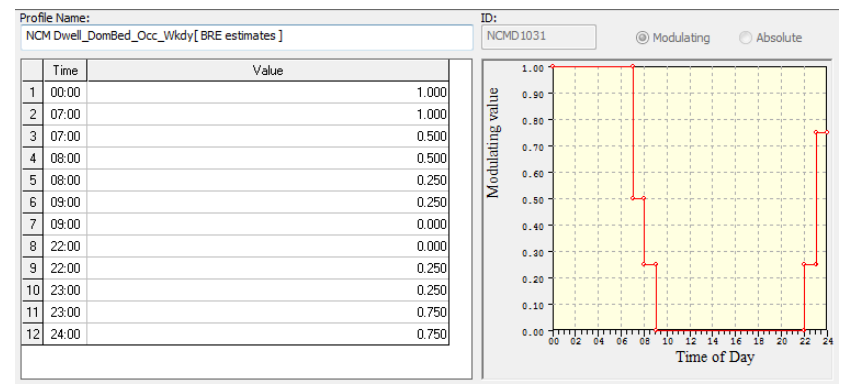 Profile Name:
NCM Dwell_DomBed_Occ_Wkdy[ BRE estimates ]
ID:
NCMD1031
Modulating
Absolute
Time Value
1 00:00 1.000
2 07:00 1.000
3 07:00 0.500
4 08:00 0.500
5 08:00 0.250
6 09:00 0.250
7 09:00 0.000
8 22:00 0.000
9 22:00 0.250
10 23:00 0.250
11 23:00 0.750
12 24:00 0.750
Modulating value
1.00
0.90
0.80
0.70
0.60
0.50
0.40
0.30
0.20
0.10
0.00
00 02 04 06 08 10 12 14 16 18 20 22 24
Time of Day